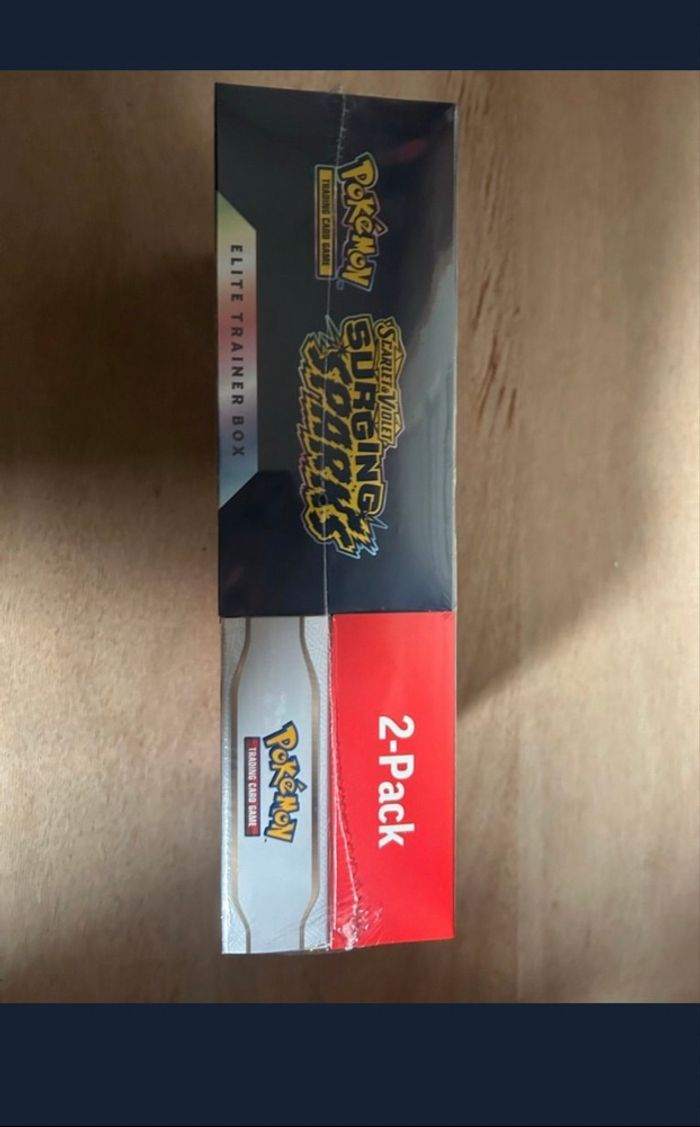 POKÉMON
TRADING CARD GAME
SCARLET & VIOLET
SURGING
SPARKS
ELITE TRAINER BOX
2-Pack
POKÉMON
TRADING CARD GAME